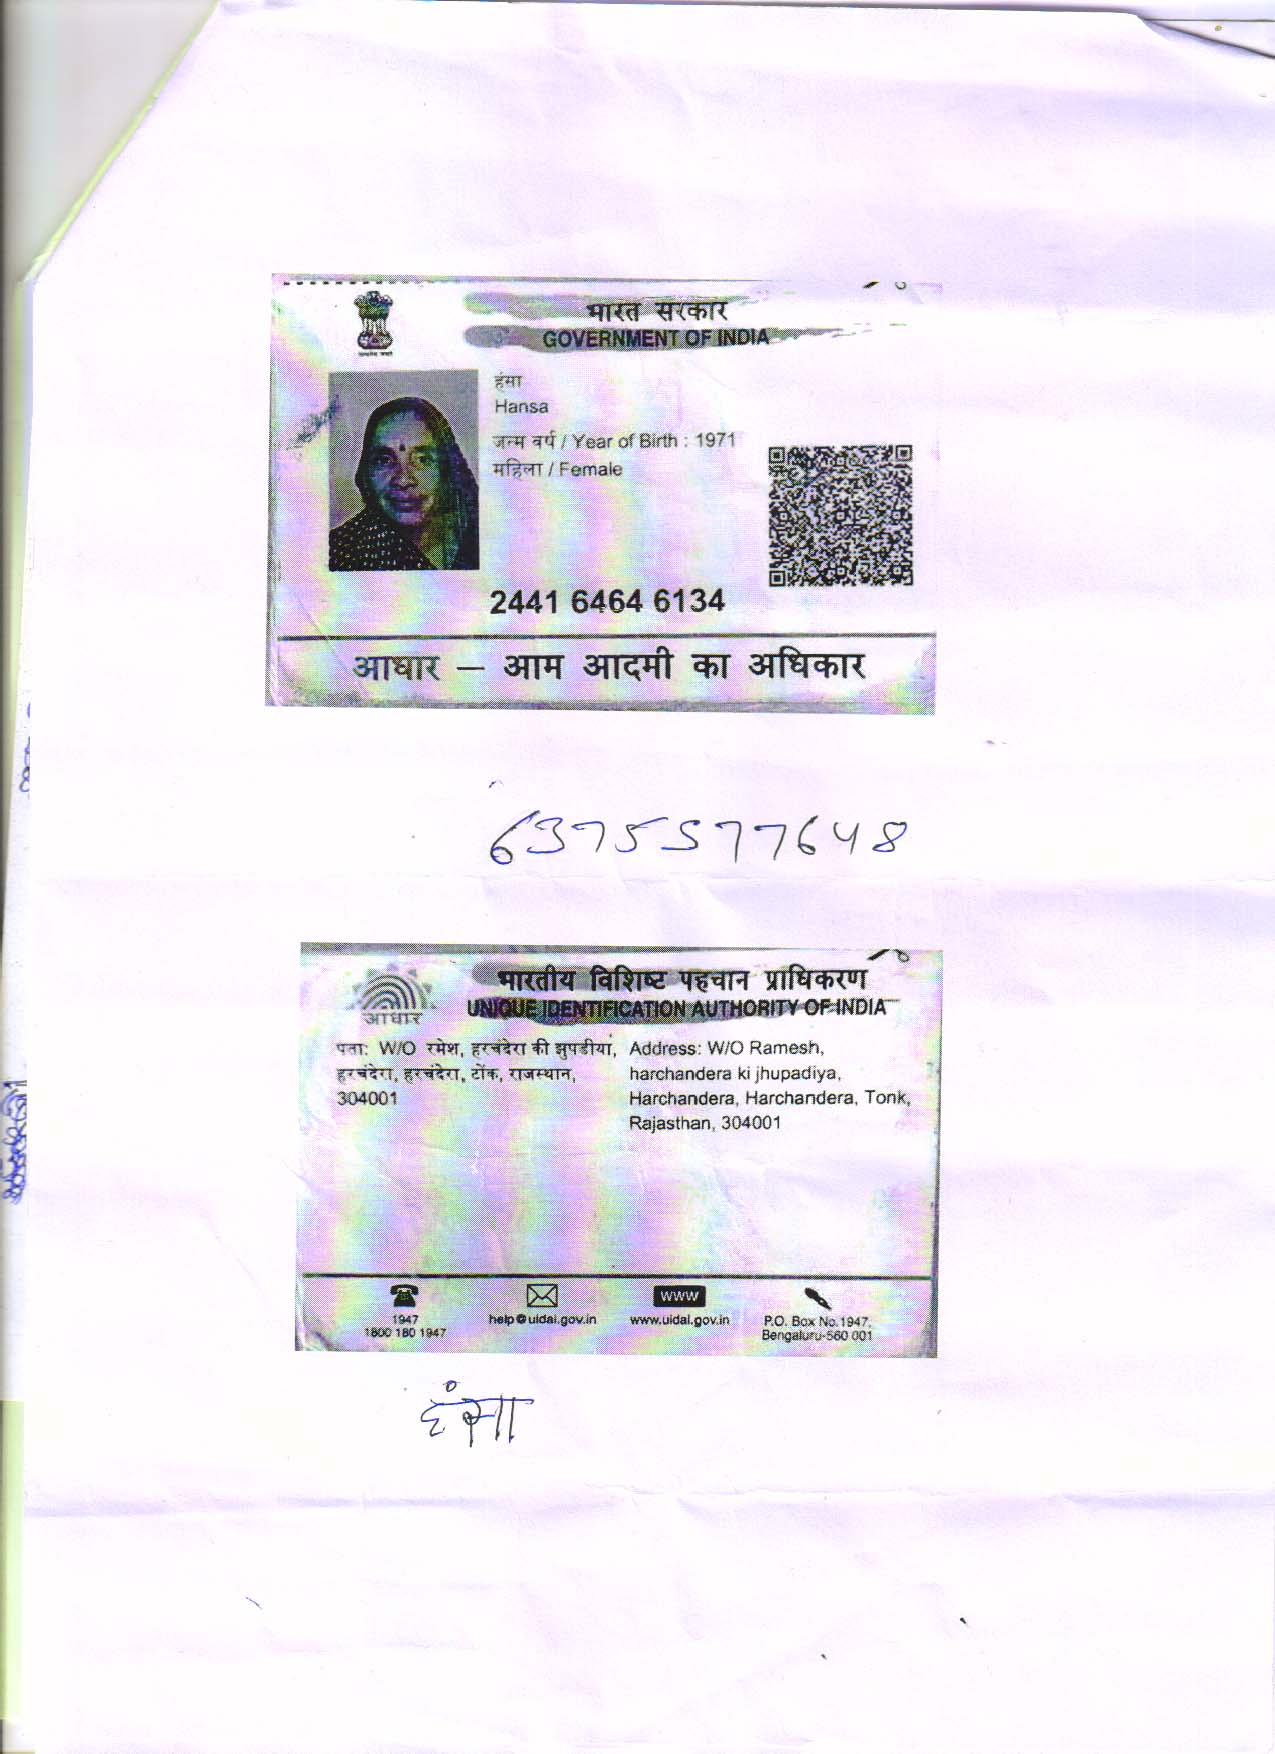 भारत सरकार
GOVERNMENT OF INDIA
हंसा
Hansa
जन्म वर्ष / Year of Birth : 1971
महिला / Female
2441 6464 6134
आधार – आम आदमी का अधिकार
6375577648
भारतीय विशिष्ट पहचान प्राधिकरण
UNIQUE IDENTIFICATION AUTHORITY OF INDIA
आधार
पता: W/O रमेश, हरचंदेरा की झुपडीयां,
हरचंदेरा, हरचंदेरा, टोंक, राजस्थान,
304001
Address: W/O Ramesh,
harchandera ki jhupadiya,
Harchandera, Harchandera, Tonk,
Rajasthan, 304001
1947
1800 180 1947
help@uidai.gov.in
www
www.uidai.gov.in
P.O. Box No.1947,
Bengaluru-560 001
हंसा